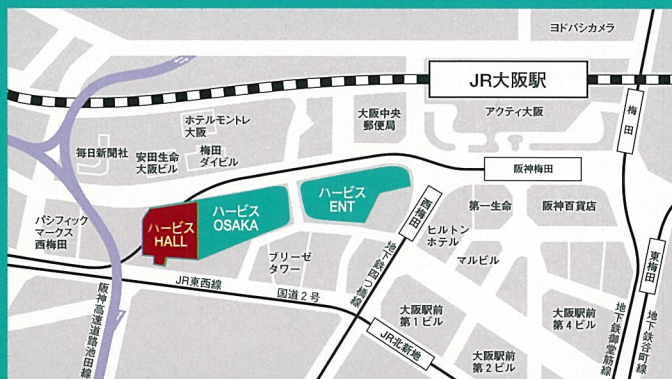 ヨドバシカメラ
JR大阪駅
アクティ大阪
梅田
ホテルモントレ
大阪
大阪中央
郵便局
毎日新聞社
安田生命
大阪ビル
梅田
ダイビル
阪神梅田
ハービス
ENT
ハービス
OSAKA
ハービス
HALL
西梅田
第一生命
阪神百貨店
パシフィック
マークス
西梅田
ヒルトン
ホテル
マルビル
ブリーゼ
タワー
東梅田
JR東西線
国道2号
地下鉄四つ橋線
阪神高速道路池田線
大阪駅前
第1ビル
大阪駅前
第4ビル
JR北新地
大阪駅前
第2ビル
地下鉄御堂筋線
地下鉄谷町線